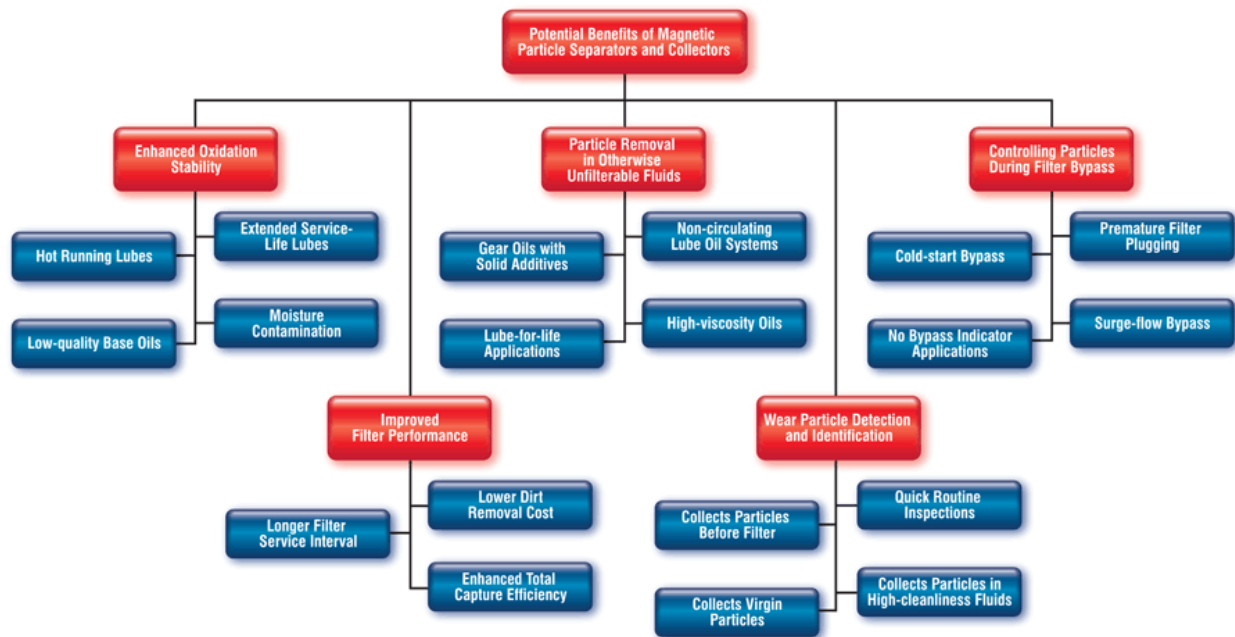 Potential Benefits of Magnetic
Particle Separators and Collectors
Enhanced Oxidation
Stability
Hot Running Lubes
Extended Service-
Life Lubes
Low-quality Base Oils
Moisture
Contamination
Particle Removal
in Otherwise
Unfilterable Fluids
Gear Oils with
Solid Additives
Non-circulating
Lube Oil Systems
Lube-for-life
Applications
High-viscosity Oils
Controlling Particles
During Filter Bypass
Cold-start Bypass
Premature Filter
Plugging
No Bypass Indicator
Applications
Surge-flow Bypass
Improved
Filter Performance
Longer Filter
Service Interval
Lower Dirt
Removal Cost
Enhanced Total
Capture Efficiency
Wear Particle Detection
and Identification
Collects Particles
Before Filter
Quick Routine
Inspections
Collects Virgin
Particles
Collects Particles in
High-cleanliness Fluids